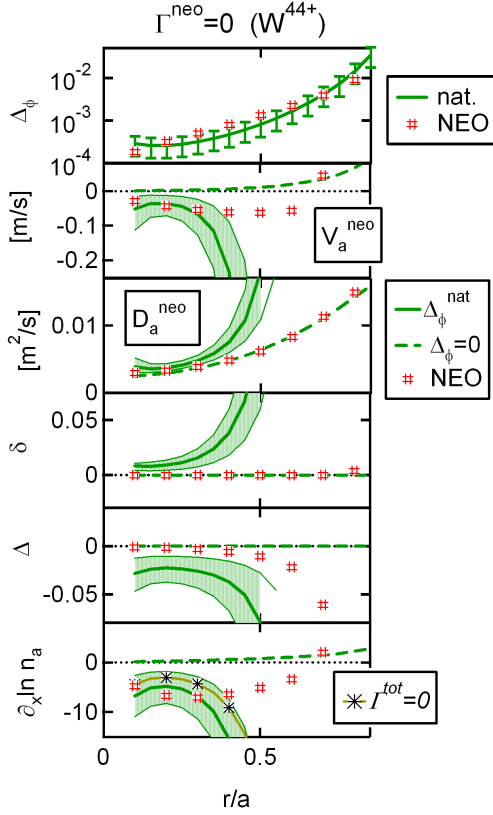 Γ^neo=0 (W^44+)
Δ_ϕ
10^-2
10^-3
10^-4
nat.
NEO
[m/s]
0
-0.1
-0.2
V_a^neo
[m^2/s]
0.01
0
D_a^neo
Δ_ϕ^nat
Δ_ϕ=0
NEO
δ
0.05
0
Δ
0
-0.05
∂_x ln n_a
0
-10
Γ^tot=0
0
0.5
r/a